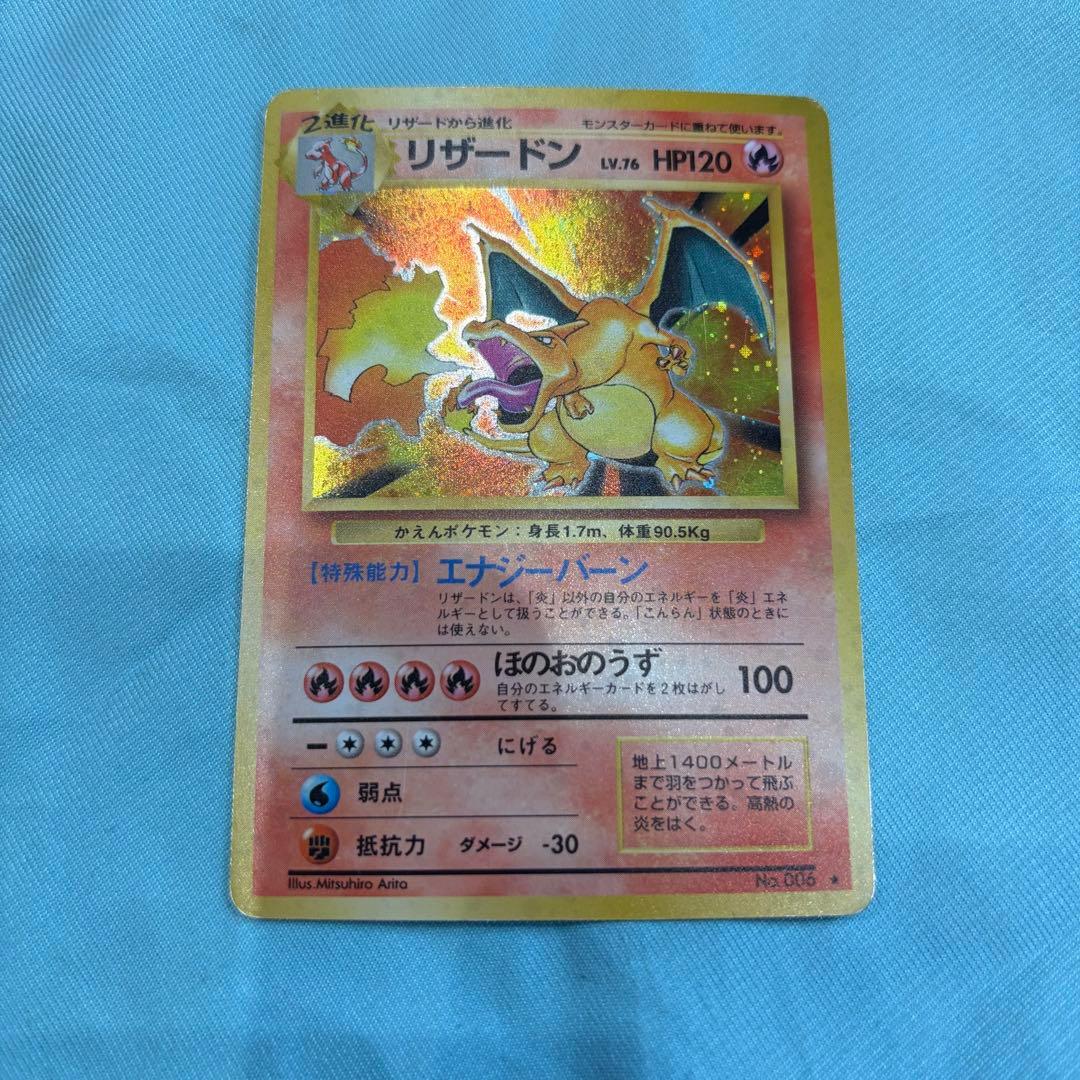 2進化 リザードから進化 モンスターカードに重ねて使います。
リザードン LV.76 HP120
かえんポケモン:身長1.7m、体重90.5Kg
【特殊能力】エナジーバーン
リザードンは、「炎」以外の自分のエネルギーを「炎」エネ
ルギーとして扱うことができる。「こんらん」状態のときに
は使えない。
ほのおのうず 100
自分のエネルギーカードを2枚はがし
てすてる。
にげる
弱点
抵抗力 ダメージ -30
地上1400メートル
まで羽をつかって飛ぶ
ことができる。高熱の
炎をはく。
Illus.Mitsuhiro Arita No.006 ★